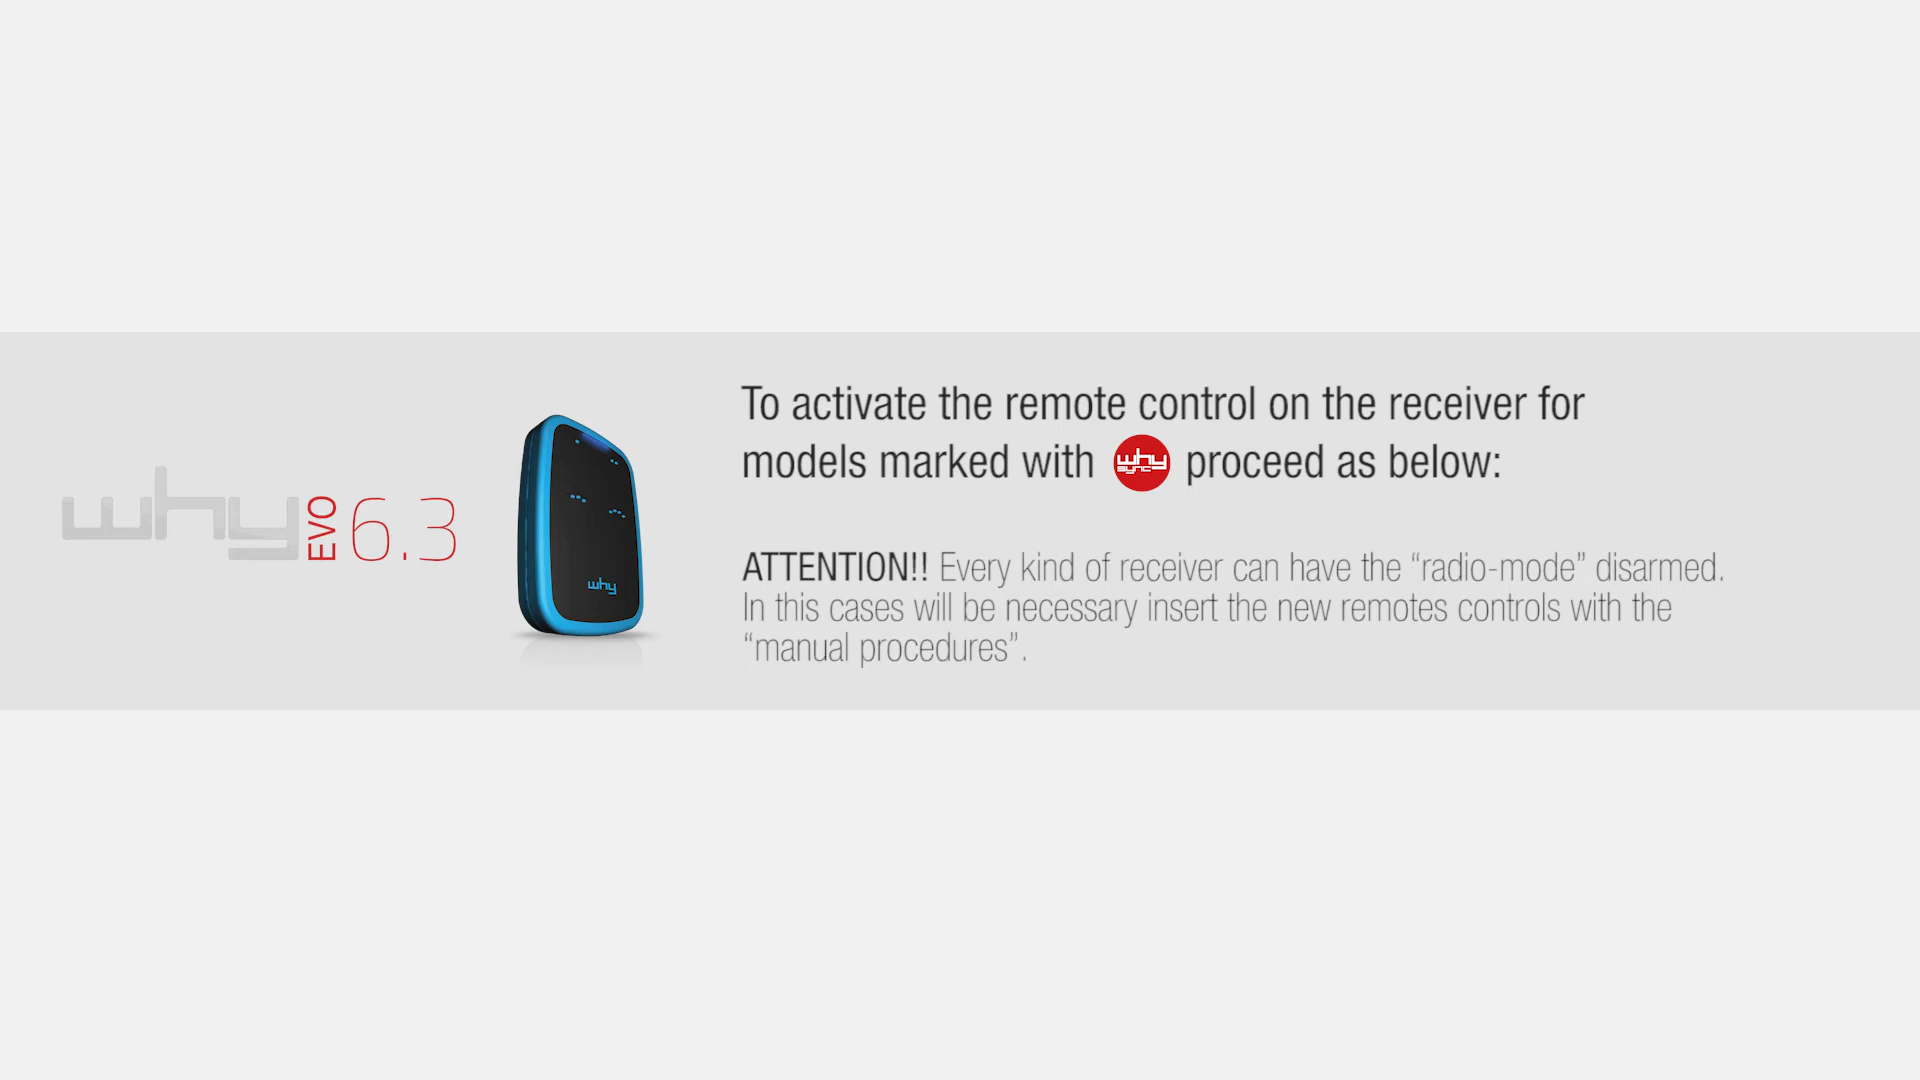 why EVO 6.3
why
To activate the remote control on the receiver for
models marked with why sync proceed as below:
ATTENTION!! Every kind of receiver can have the “radio-mode” disarmed.
In this cases will be necessary insert the new remotes controls with the
“manual procedures”.